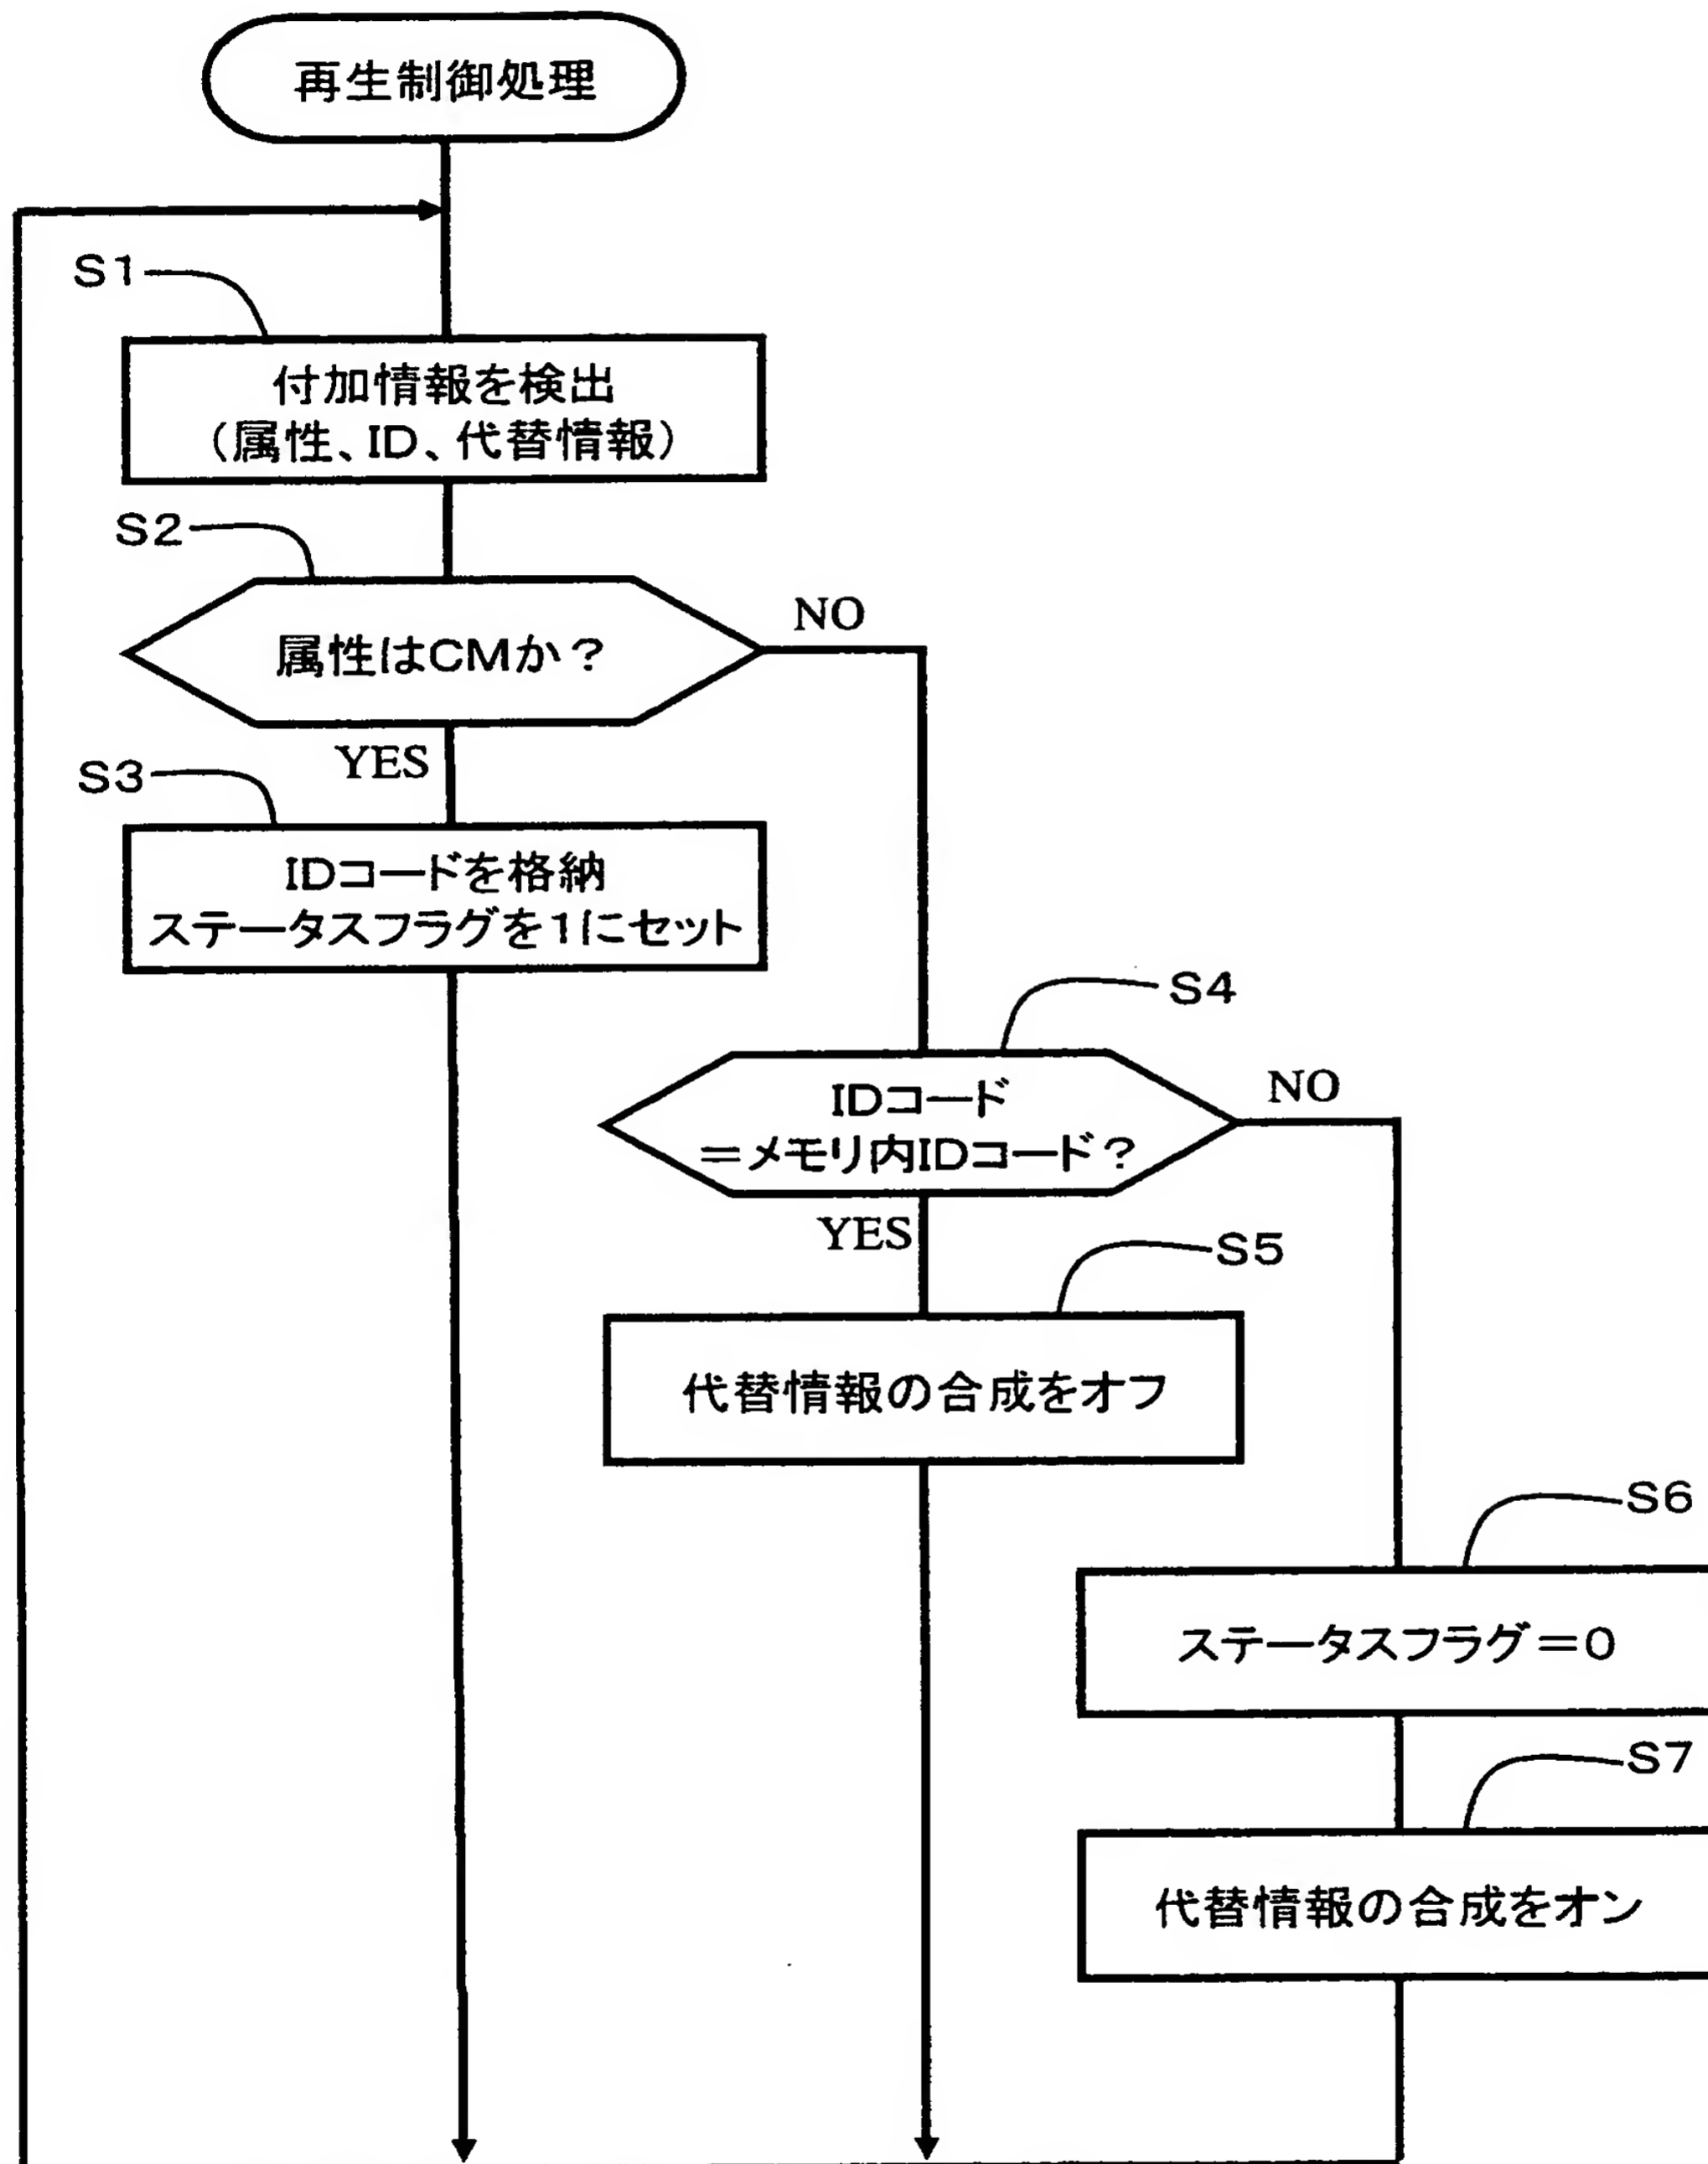 再生制御処理
S1
付加情報を検出
（属性、ID、代替情報）
S2
属性はCMか？
NO
YES
S3
IDコードを格納
ステータスフラグを1にセット
S4
IDコード
＝メモリ内IDコード？
NO
YES
S5
代替情報の合成をオフ
S6
ステータスフラグ＝0
S7
代替情報の合成をオン